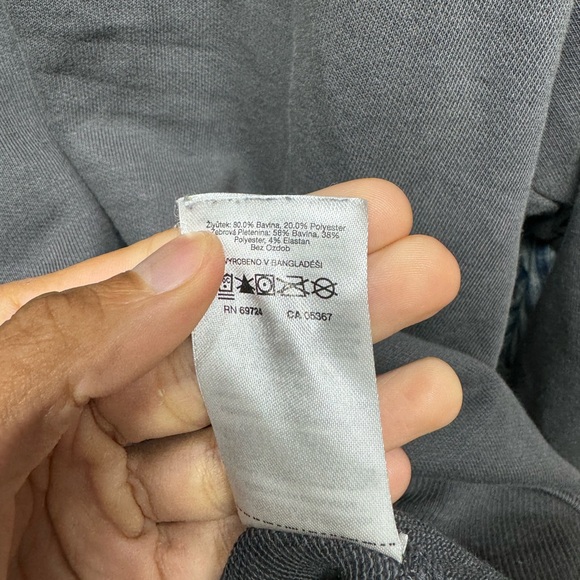 Žlvůtek: 80.0% Bavlna, 20.0% Polyester
Žebrová Pletenina: 58% Bavlna, 38%
Polyester, 4% Elastan
Bez Ozdob
VYROBENO V BANGLADÉŠI
RN 69724 CA 05367